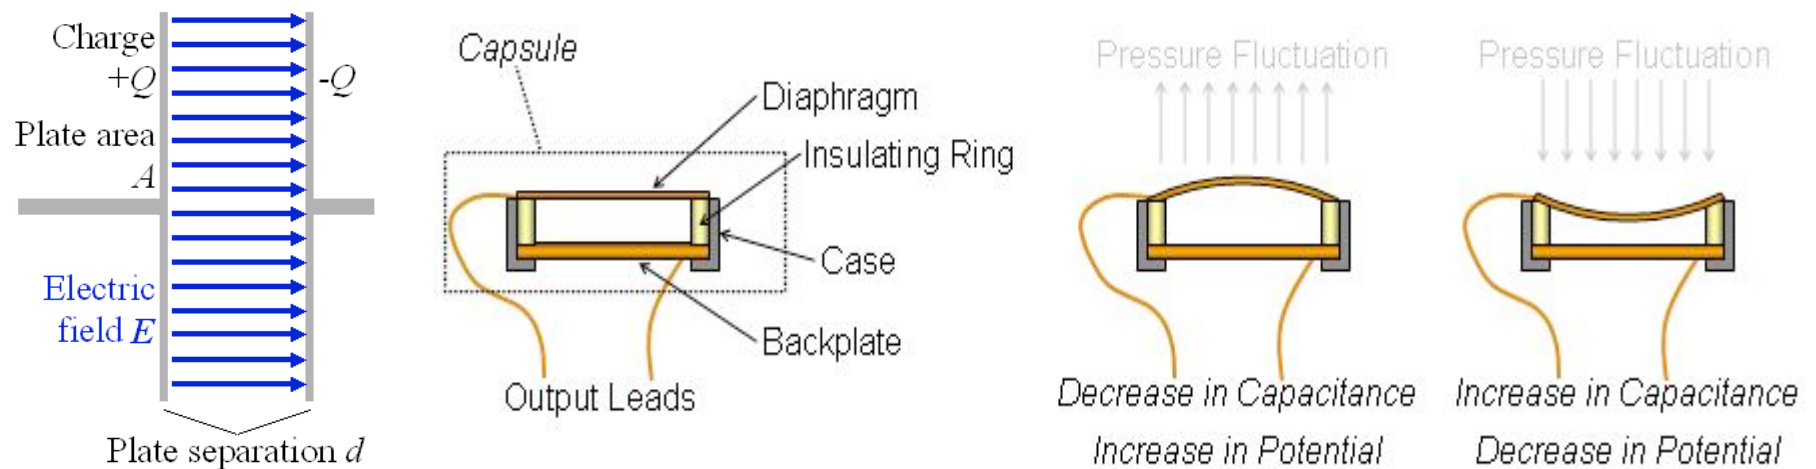 Charge
+Q
-Q
Plate area
A
Electric
field E
Plate separation d
Capsule
Diaphragm
Insulating Ring
Case
Backplate
Output Leads
Pressure Fluctuation
Decrease in Capacitance
Increase in Potential
Pressure Fluctuation
Increase in Capacitance
Decrease in Potential